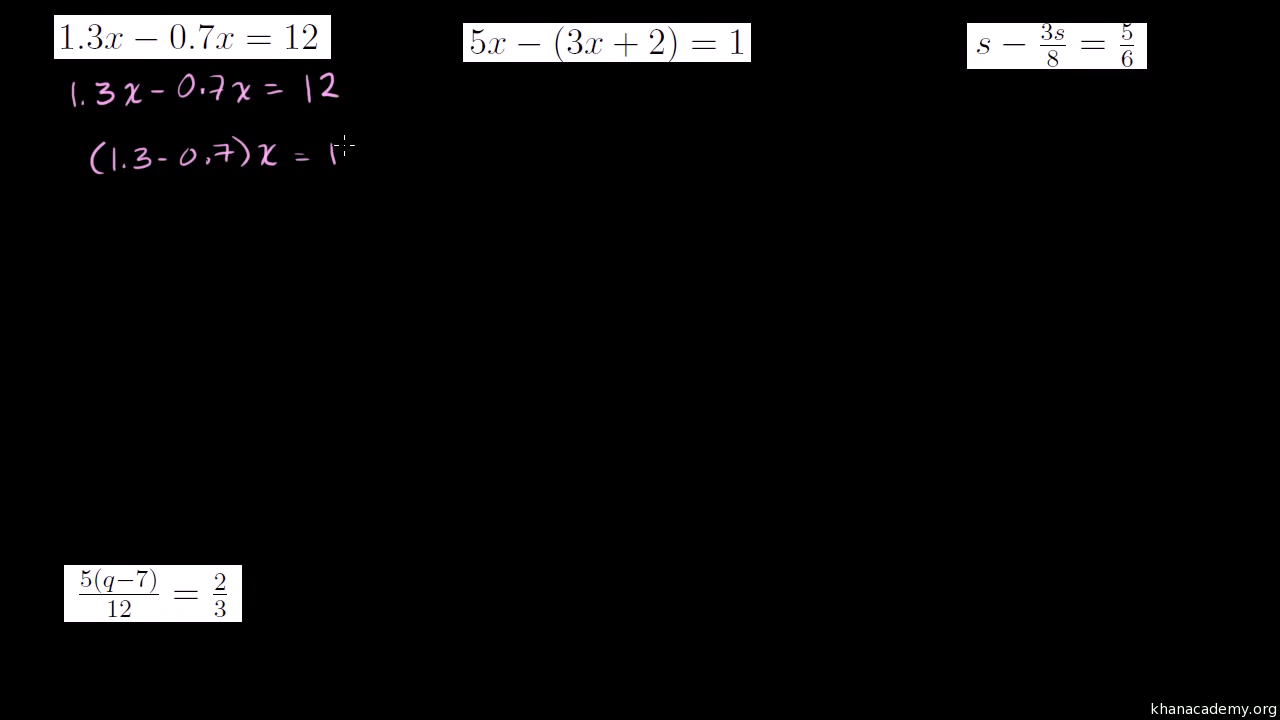 1.3x − 0.7x = 12
5x − (3x + 2) = 1
s − 3s/8 = 5/6
1.3x - 0.7x = 12
(1.3 - 0.7)x = 1
5(q−7)/12 = 2/3
khanacademy.org